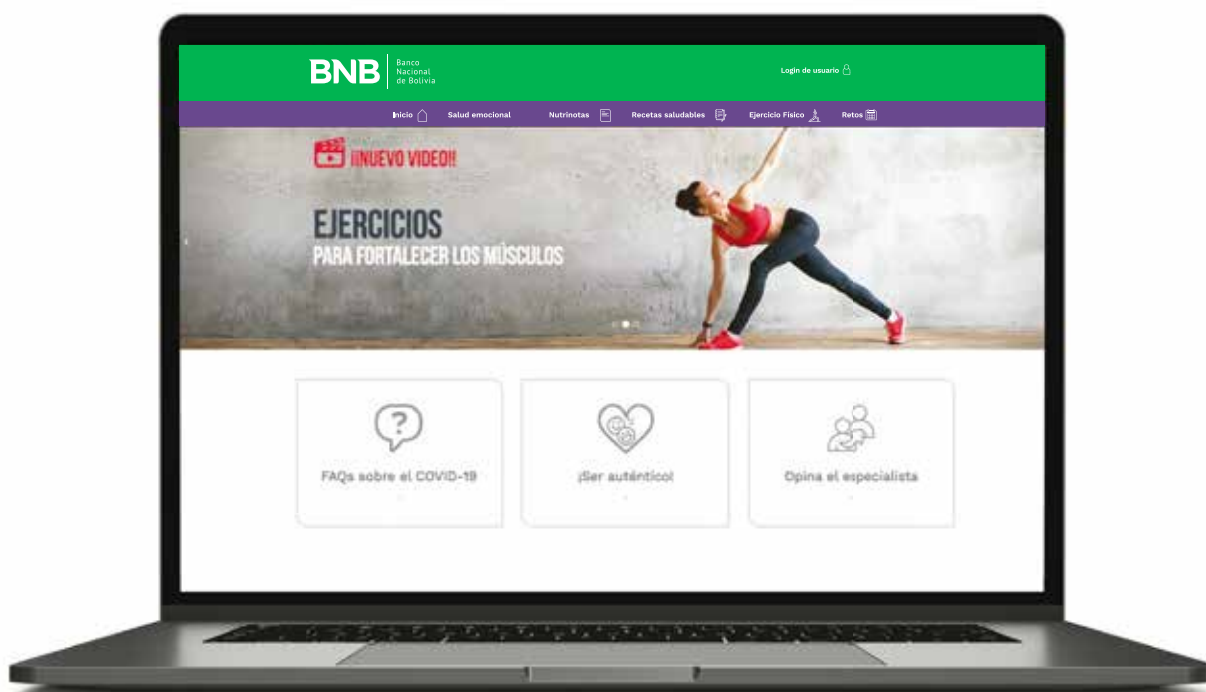 BNB
Banco
Nacional
de Bolivia
Login de usuario
Inicio
Salud emocional
Nutrinotas
Recetas saludables
Ejercicio Físico
Retos
¡¡NUEVO VIDEO!!
EJERCICIOS
PARA FORTALECER LOS MÚSCULOS
?
FAQs sobre el COVID-19
¡Ser auténtico!
Opina el especialista